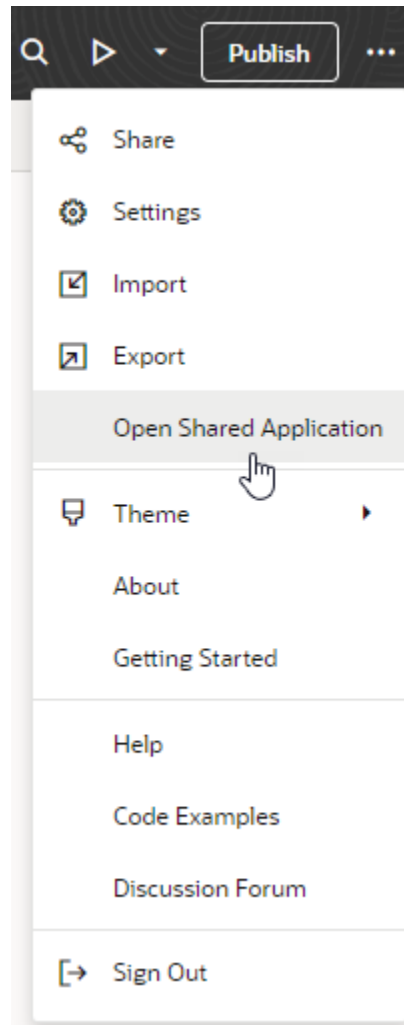 Publish
Share
Settings
Import
Export
Open Shared Application
Theme
About
Getting Started
Help
Code Examples
Discussion Forum
Sign Out